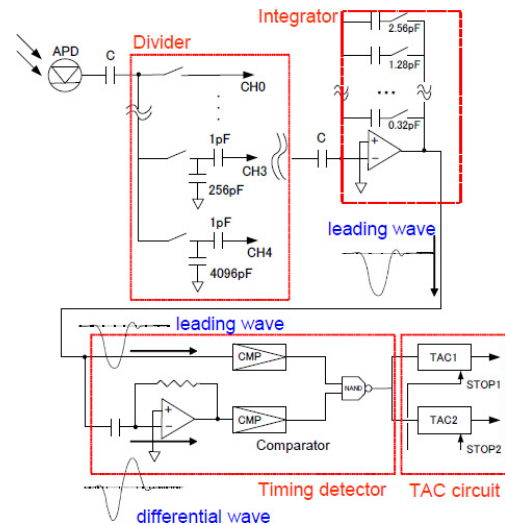 Integrator
2.56pF
1.28pF
...
0.32pF
+
−
C
APD
C
Divider
CH0
1pF
CH3
256pF
1pF
CH4
4096pF
leading wave
leading wave
CMP
CMP
+
−
NAND
Comparator
Timing detector
TAC1
STOP1
TAC2
STOP2
TAC circuit
differential wave